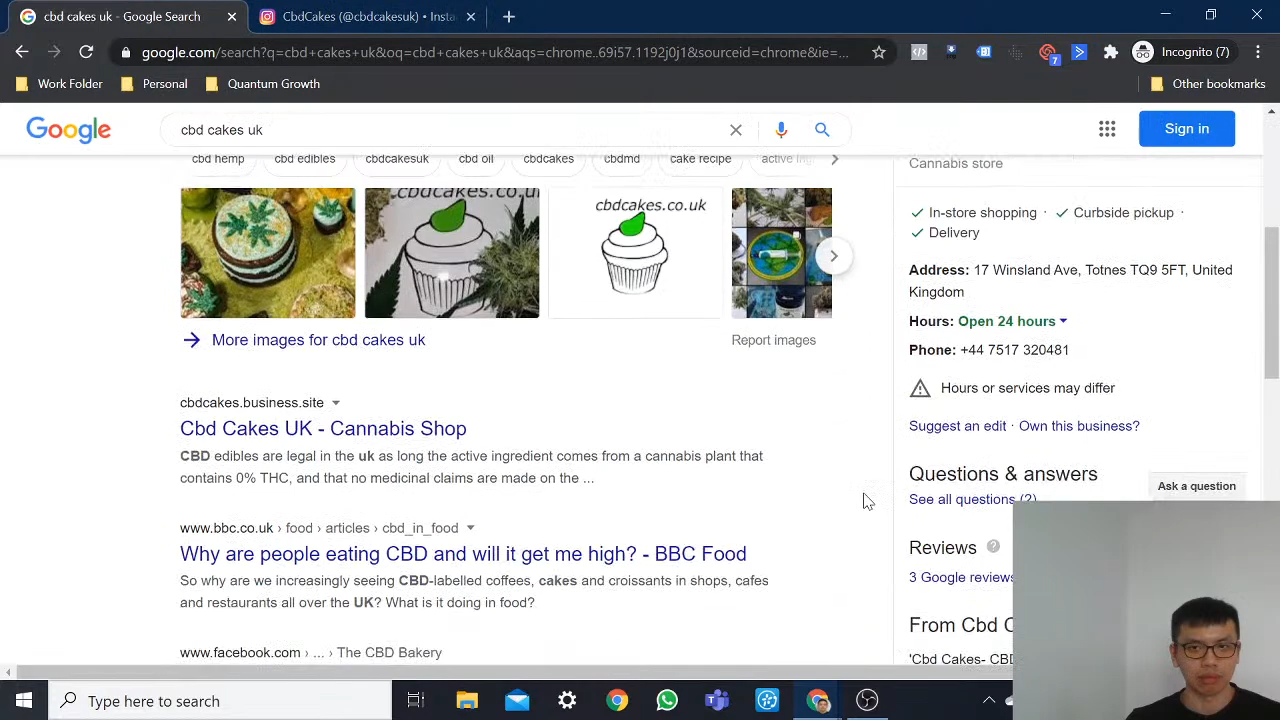 cbd cakes uk - Google Search
CbdCakes (@cbdcakesuk) • Insta
google.com/search?q=cbd+cakes+uk&oq=cbd+cakes+uk&aqs=chrome..69i57.1192j0j1&sourceid=chrome&ie=...
7
Incognito (7)
Work Folder
Personal
Quantum Growth
Other bookmarks
Google
cbd cakes uk
Sign in
cbd hemp
cbd edibles
cbdcakesuk
cbd oil
cbdcakes
cbdmd
cake recipe
Cannabis store
cbdcakes.co.uk
cbdcakes.co.uk
In-store shopping · Curbside pickup ·
Delivery
Address: 17 Winsland Ave, Totnes TQ9 5FT, United
Kingdom
Hours: Open 24 hours
Phone: +44 7517 320481
Hours or services may differ
Suggest an edit · Own this business?
More images for cbd cakes uk
Report images
cbdcakes.business.site
Cbd Cakes UK - Cannabis Shop
CBD edibles are legal in the uk as long the active ingredient comes from a cannabis plant that
contains 0% THC, and that no medicinal claims are made on the ...
www.bbc.co.uk › food › articles › cbd_in_food
Why are people eating CBD and will it get me high? - BBC Food
So why are we increasingly seeing CBD-labelled coffees, cakes and croissants in shops, cafes
and restaurants all over the UK? What is it doing in food?
www.facebook.com › ... › The CBD Bakery
Questions & answers
See all questions (2)
Ask a question
Reviews
3 Google reviews
From Cbd C
'Cbd Cakes- CBD
Type here to search